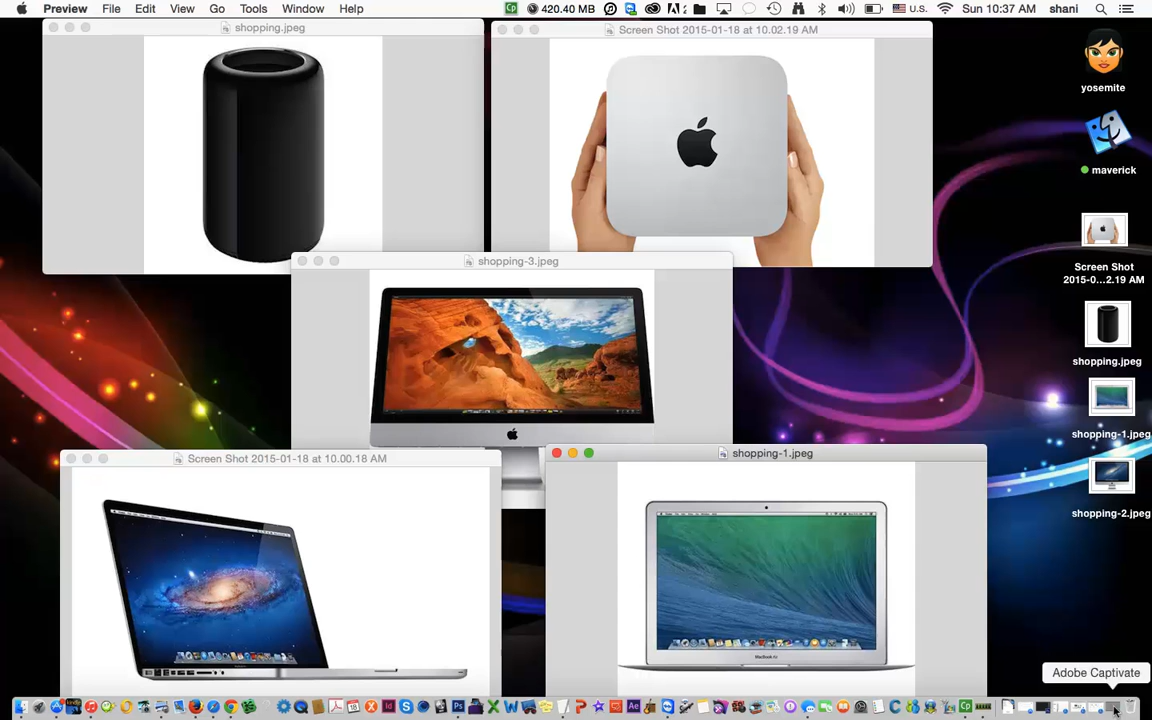 Preview File Edit View Go Tools Window Help 420.40 MB U.S. Sun 10:37 AM shani
shopping.jpeg
Screen Shot 2015-01-18 at 10.02.19 AM
yosemite
maverick
Screen Shot
2015-0...2.19 AM
shopping-3.jpeg
shopping.jpeg
shopping-1.jpeg
Screen Shot 2015-01-18 at 10.00.18 AM
shopping-1.jpeg
shopping-2.jpeg
MacBook Air
Adobe Captivate